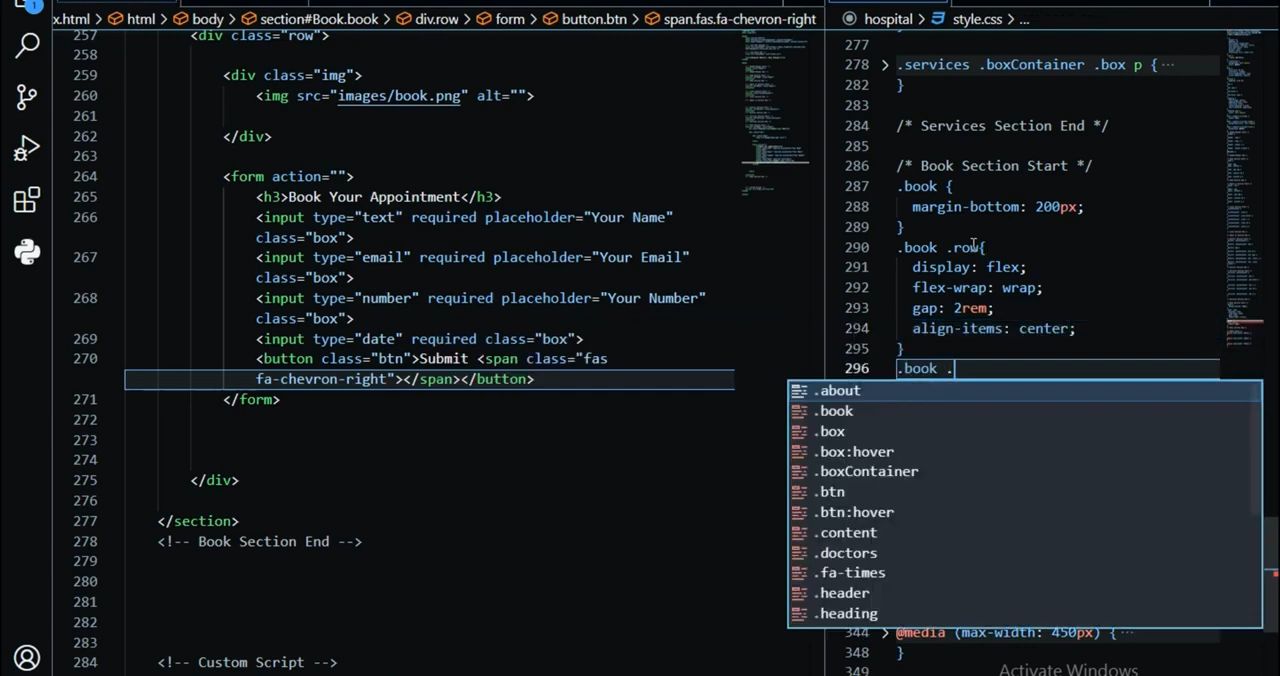 1
x.html > html > body > section#Book.book > div.row > form > button.btn > span.fas.fa-chevron-right
257 <div class="row">
258
259 <div class="img">
260 <img src="images/book.png" alt="">
261
262 </div>
263
264 <form action="">
265 <h3>Book Your Appointment</h3>
266 <input type="text" required placeholder="Your Name"
class="box">
267 <input type="email" required placeholder="Your Email"
class="box">
268 <input type="number" required placeholder="Your Number"
class="box">
269 <input type="date" required class="box">
270 <button class="btn">Submit <span class="fas
fa-chevron-right"></span></button>
271 </form>
272
273
274
275 </div>
276
277 </section>
278 <!-- Book Section End -->
279
280
281
282
283
284 <!-- Custom Script -->
hospital > style.css > ...
277
278 > .services .boxContainer .box p { ...
282 }
283
284 /* Services Section End */
285
286 /* Book Section Start */
287 .book {
288 margin-bottom: 200px;
289 }
290 .book .row{
291 display: flex;
292 flex-wrap: wrap;
293 gap: 2rem;
294 align-items: center;
295 }
296 .book .
.about
.book
.box
.box:hover
.boxContainer
.btn
.btn:hover
.content
.doctors
.fa-times
.header
.heading
344 > @media (max-width: 450px) { ...
348 }
349
Activate Windows